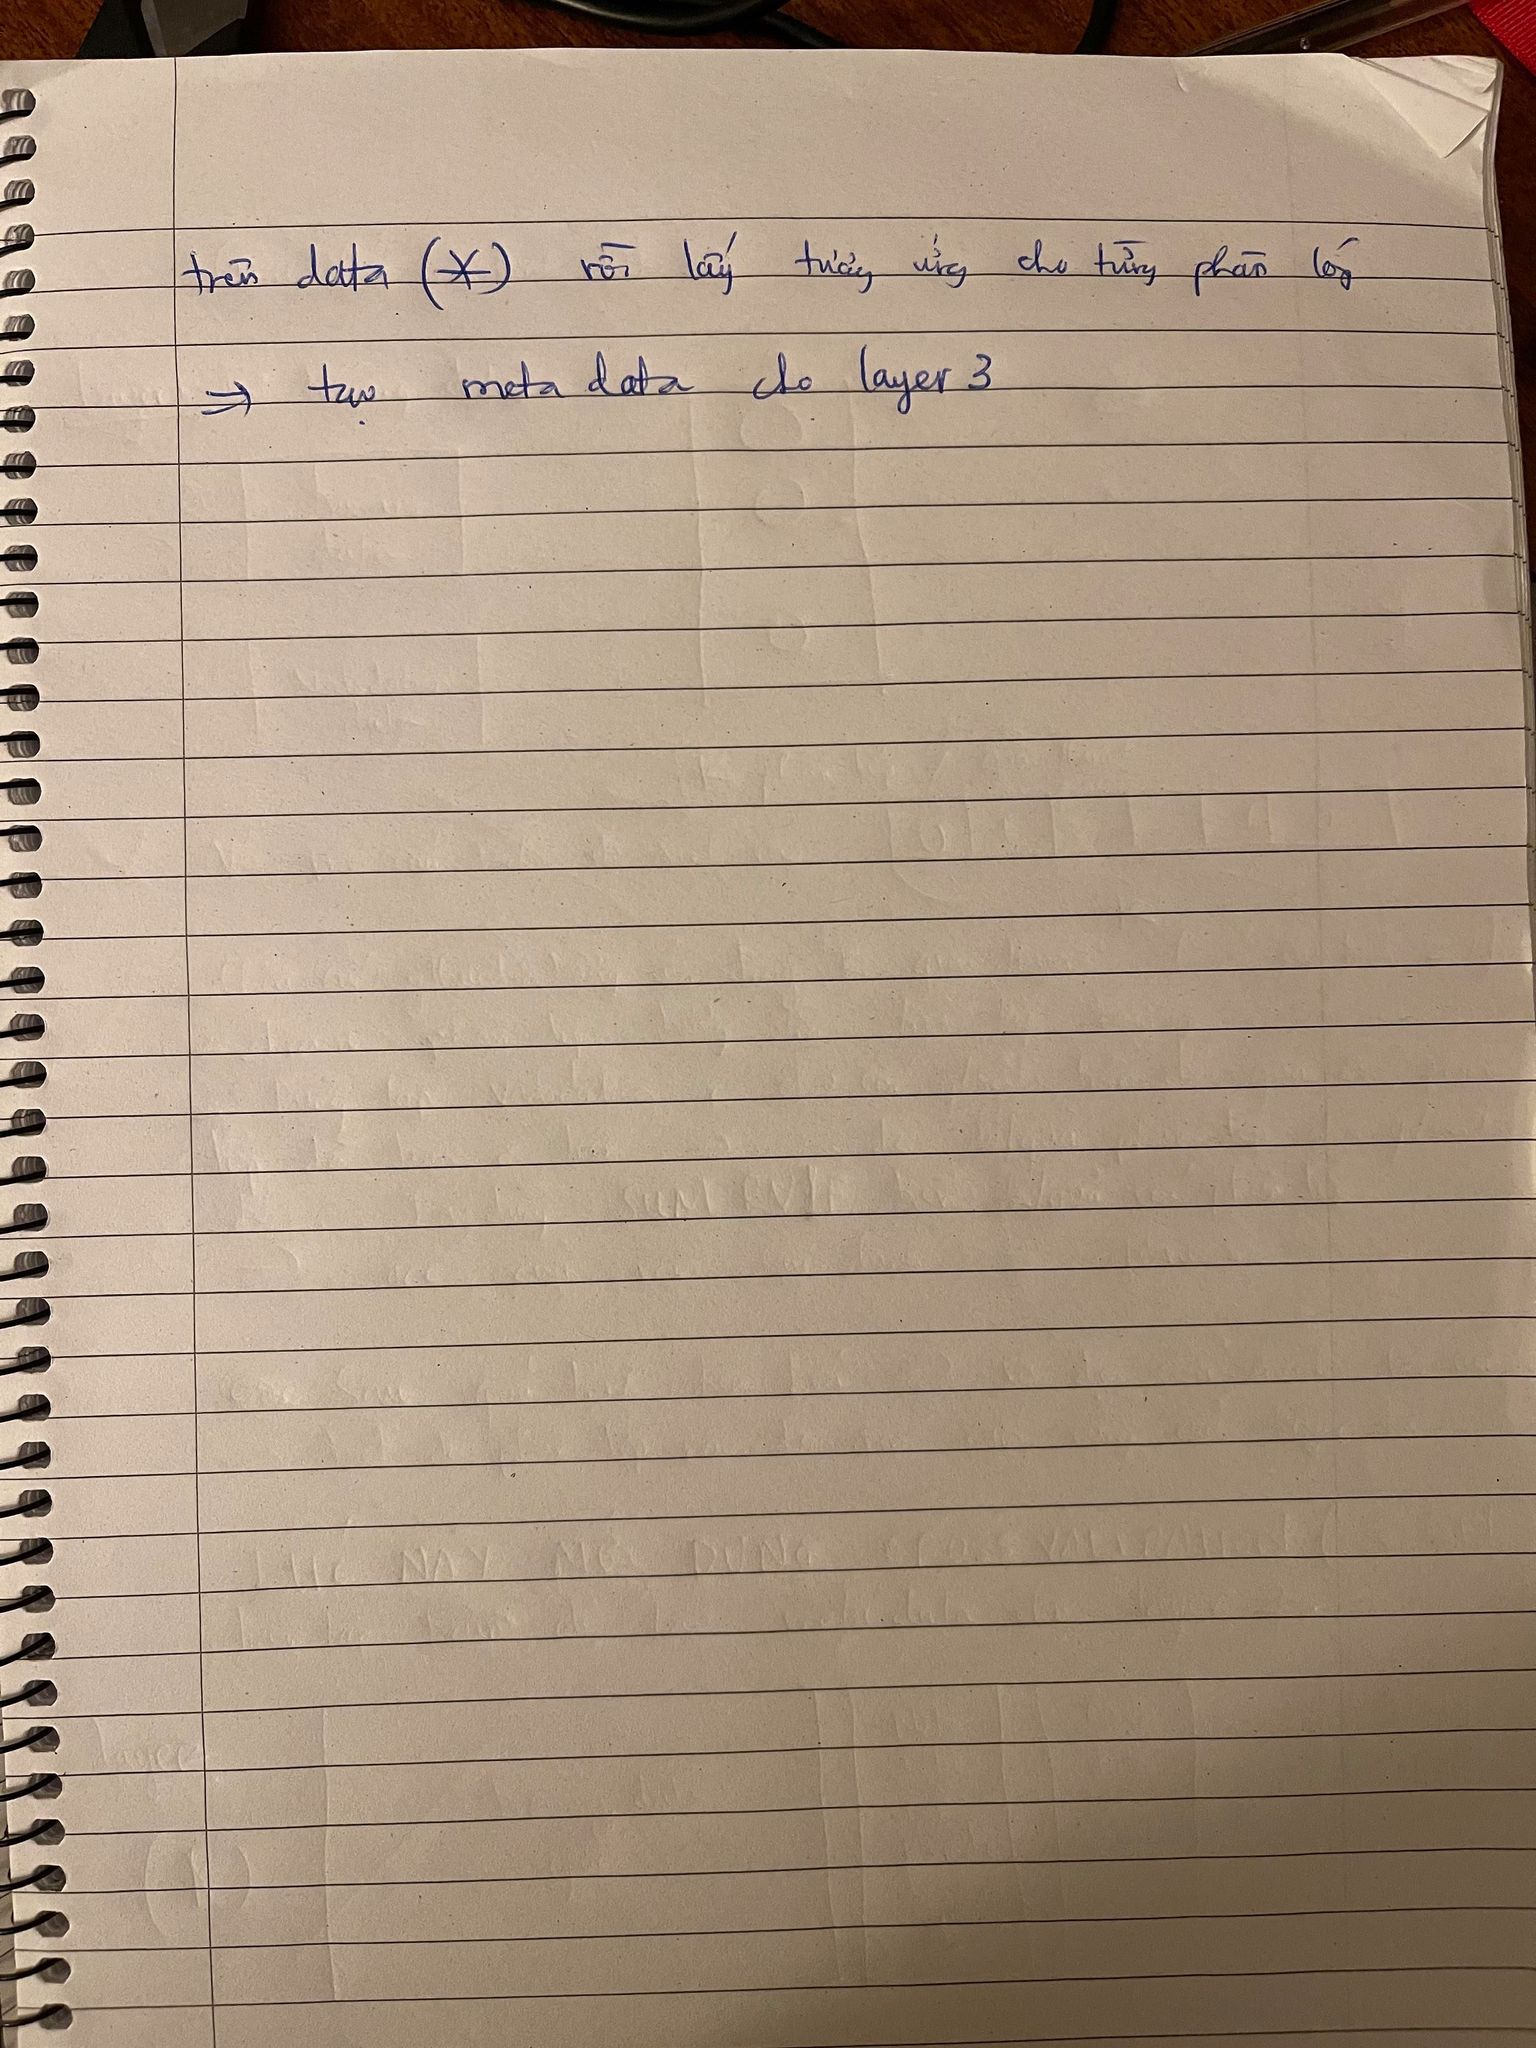 trên data (*) rồi lấy tương ứng cho từng phân lớp
⇒ tạo meta data cho layer 3